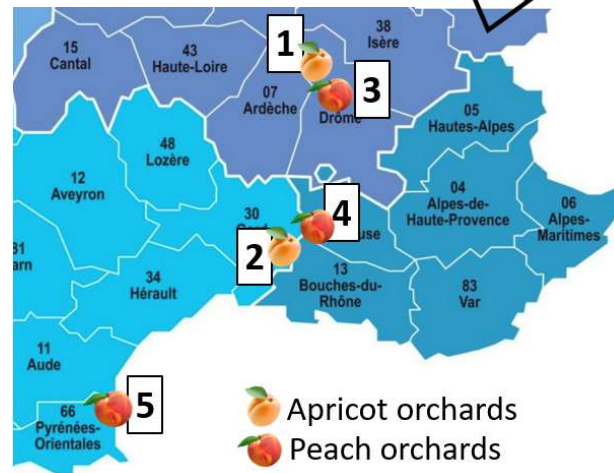 38
Isère
15
Cantal
43
Haute-Loire
1
3
07
Ardèche
Drôme
05
Hautes-Alpes
48
Lozère
12
Aveyron
30
4
04
Alpes-de-
Haute-Provence
06
Alpes-
Maritimes
2
34
Hérault
13
Bouches-du-
Rhône
83
Var
11
Aude
66
Pyrénées-
Orientales
5
Apricot orchards
Peach orchards